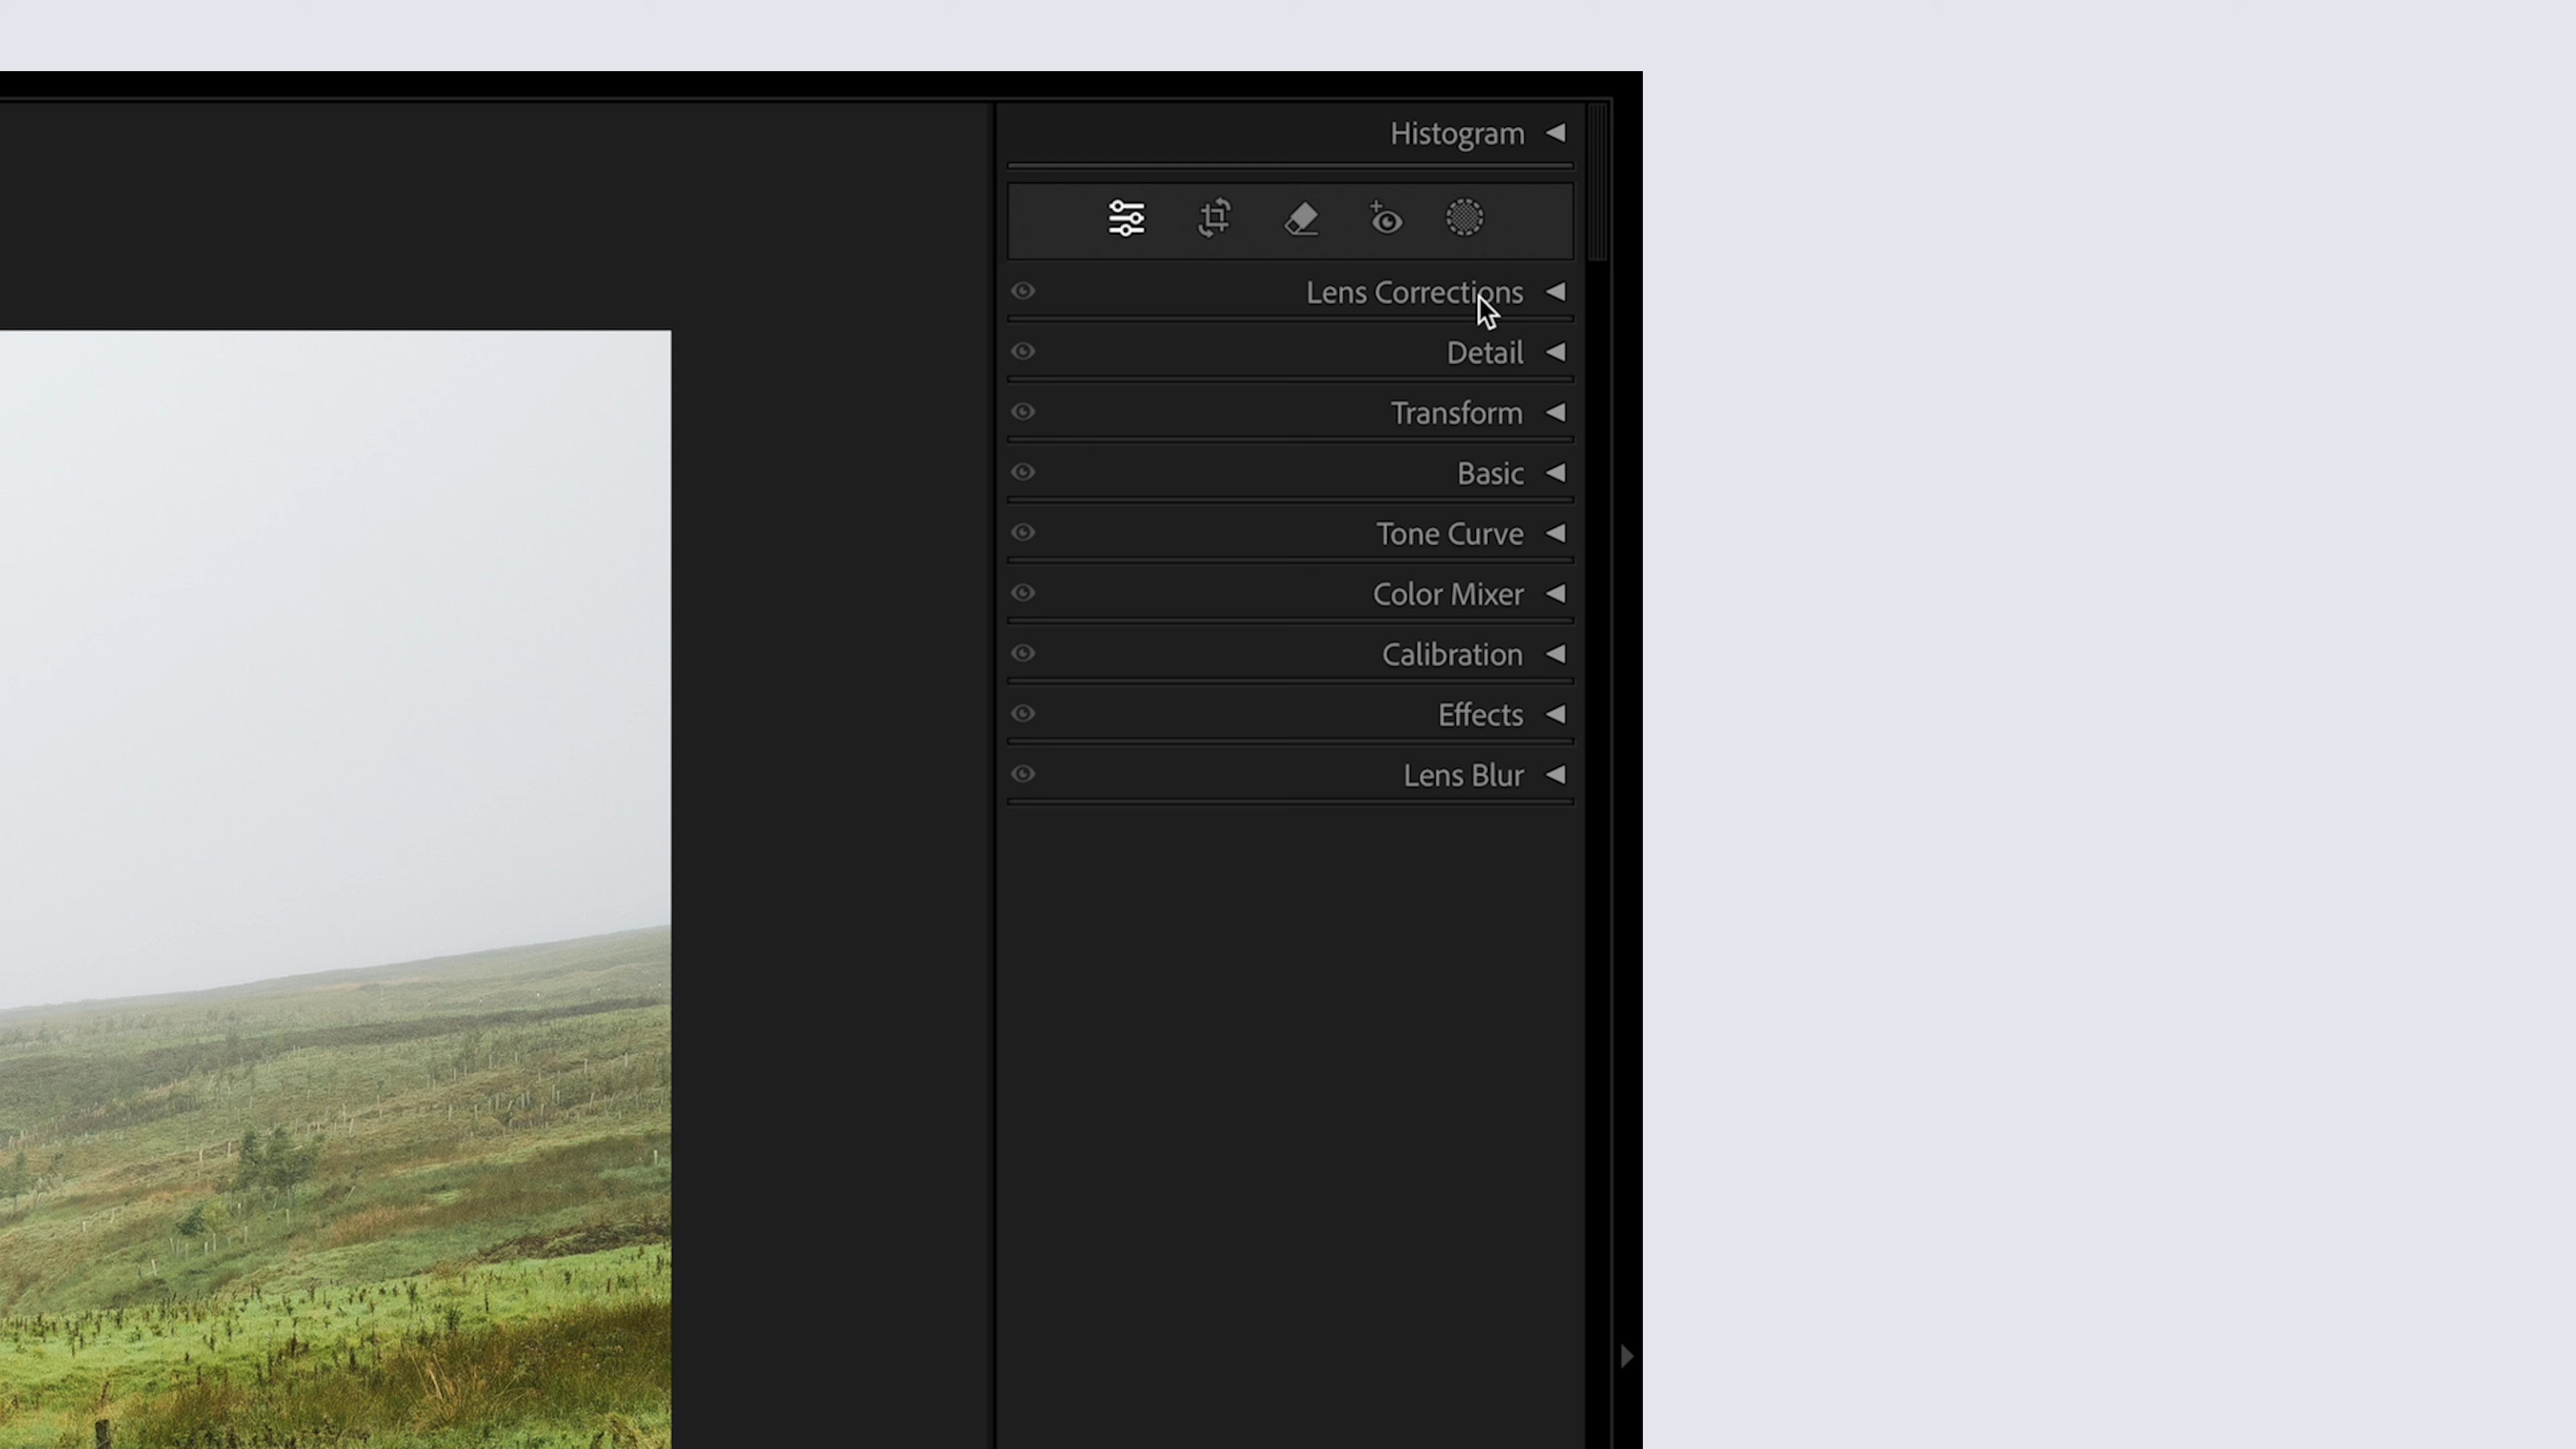 Histogram
Lens Corrections
Detail
Transform
Basic
Tone Curve
Color Mixer
Calibration
Effects
Lens Blur